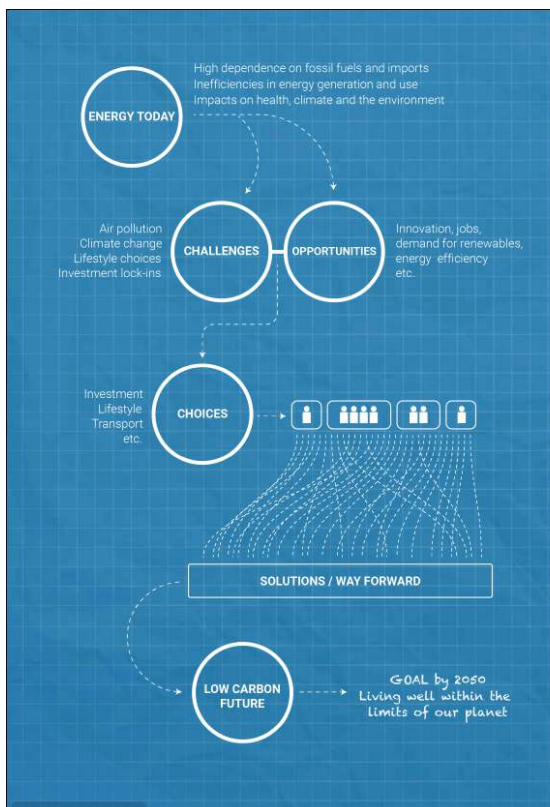 High dependence on fossil fuels and imports
Inefficiencies in energy generation and use
Impacts on health, climate and the environment
ENERGY TODAY
Air pollution
Climate change
Lifestyle choices
Investment lock-ins
CHALLENGES
OPPORTUNITIES
Innovation, jobs,
demand for renewables,
energy efficiency
etc.
Investment
Lifestyle
Transport
etc.
CHOICES
SOLUTIONS / WAY FORWARD
LOW CARBON
FUTURE
GOAL by 2050
Living well within the
limits of our planet